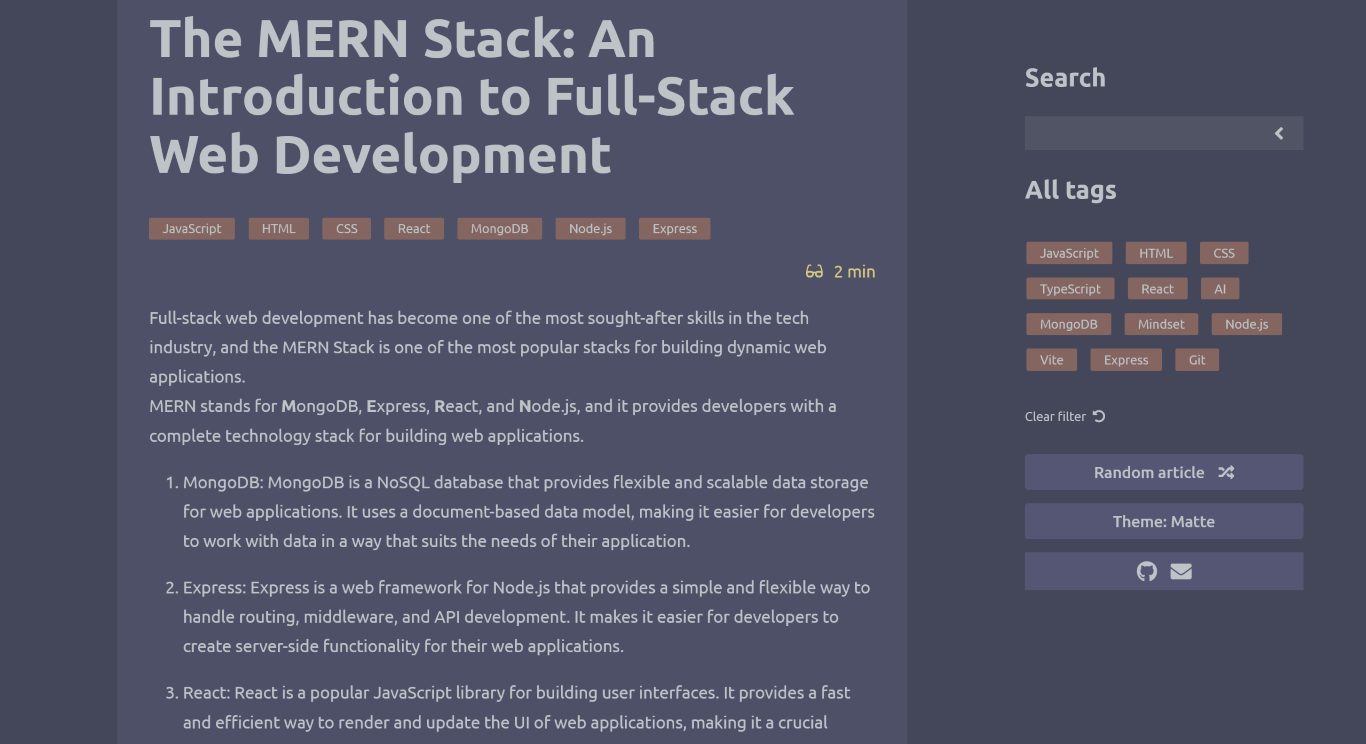 The MERN Stack: An
Introduction to Full-Stack
Web Development
JavaScript HTML CSS React MongoDB Node.js Express
2 min
Full-stack web development has become one of the most sought-after skills in the tech
industry, and the MERN Stack is one of the most popular stacks for building dynamic web
applications.
MERN stands for MongoDB, Express, React, and Node.js, and it provides developers with a
complete technology stack for building web applications.
1. MongoDB: MongoDB is a NoSQL database that provides flexible and scalable data storage
for web applications. It uses a document-based data model, making it easier for developers
to work with data in a way that suits the needs of their application.
2. Express: Express is a web framework for Node.js that provides a simple and flexible way to
handle routing, middleware, and API development. It makes it easier for developers to
create server-side functionality for their web applications.
3. React: React is a popular JavaScript library for building user interfaces. It provides a fast
and efficient way to render and update the UI of web applications, making it a crucial
Search
All tags
JavaScript HTML CSS
TypeScript React AI
MongoDB Mindset Node.js
Vite Express Git
Clear filter
Random article
Theme: Matte